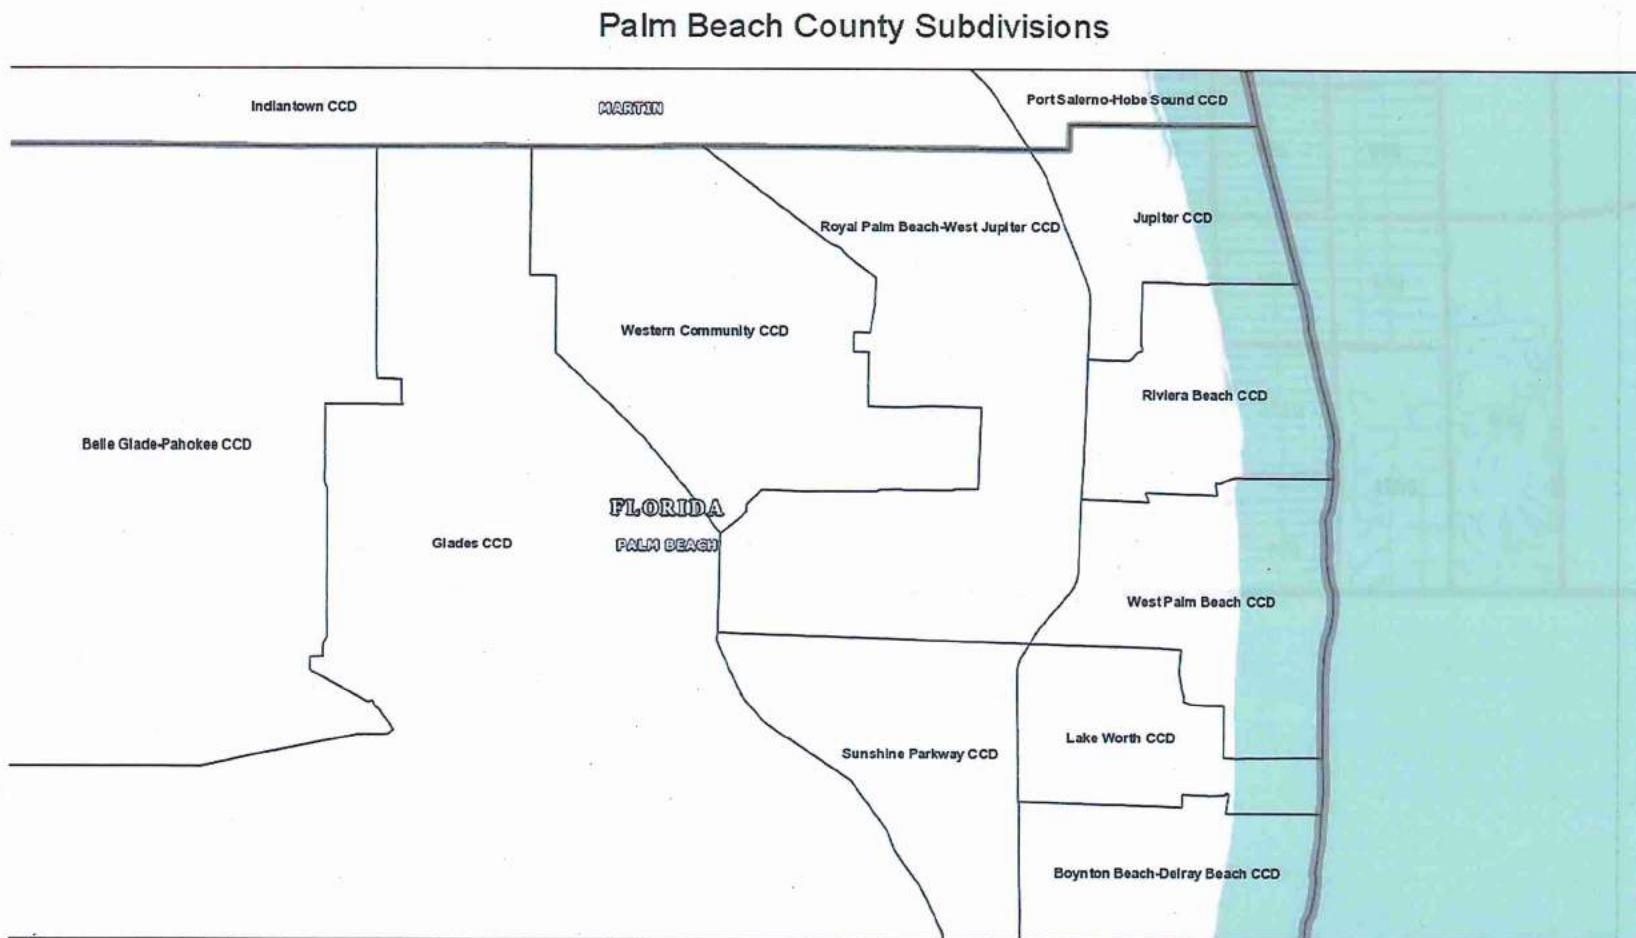 Palm Beach County Subdivisions
Indiantown CCD
MARTIN
Port Salerno-Hobe Sound CCD
Royal Palm Beach-West Jupiter CCD
Jupiter CCD
Western Community CCD
Riviera Beach CCD
Belle Glade-Pahokee CCD
FLORIDA
Glades CCD
PALM BEACH
West Palm Beach CCD
Sunshine Parkway CCD
Lake Worth CCD
Boynton Beach-Delray Beach CCD